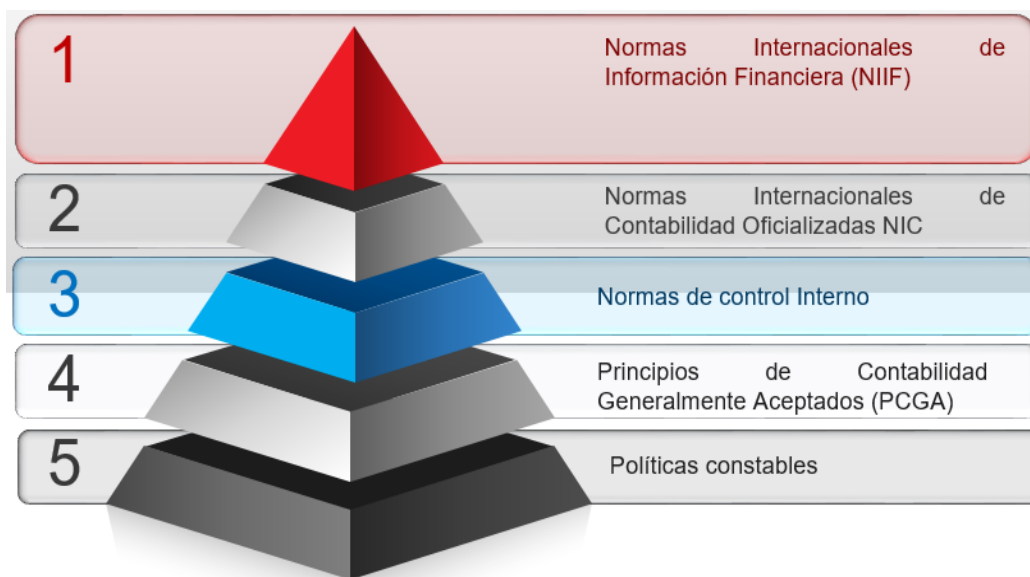 1
Normas Internacionales de
Información Financiera (NIIF)
2
Normas Internacionales de
Contabilidad Oficializadas NIC
3
Normas de control Interno
4
Principios de Contabilidad
Generalmente Aceptados (PCGA)
5
Políticas constables